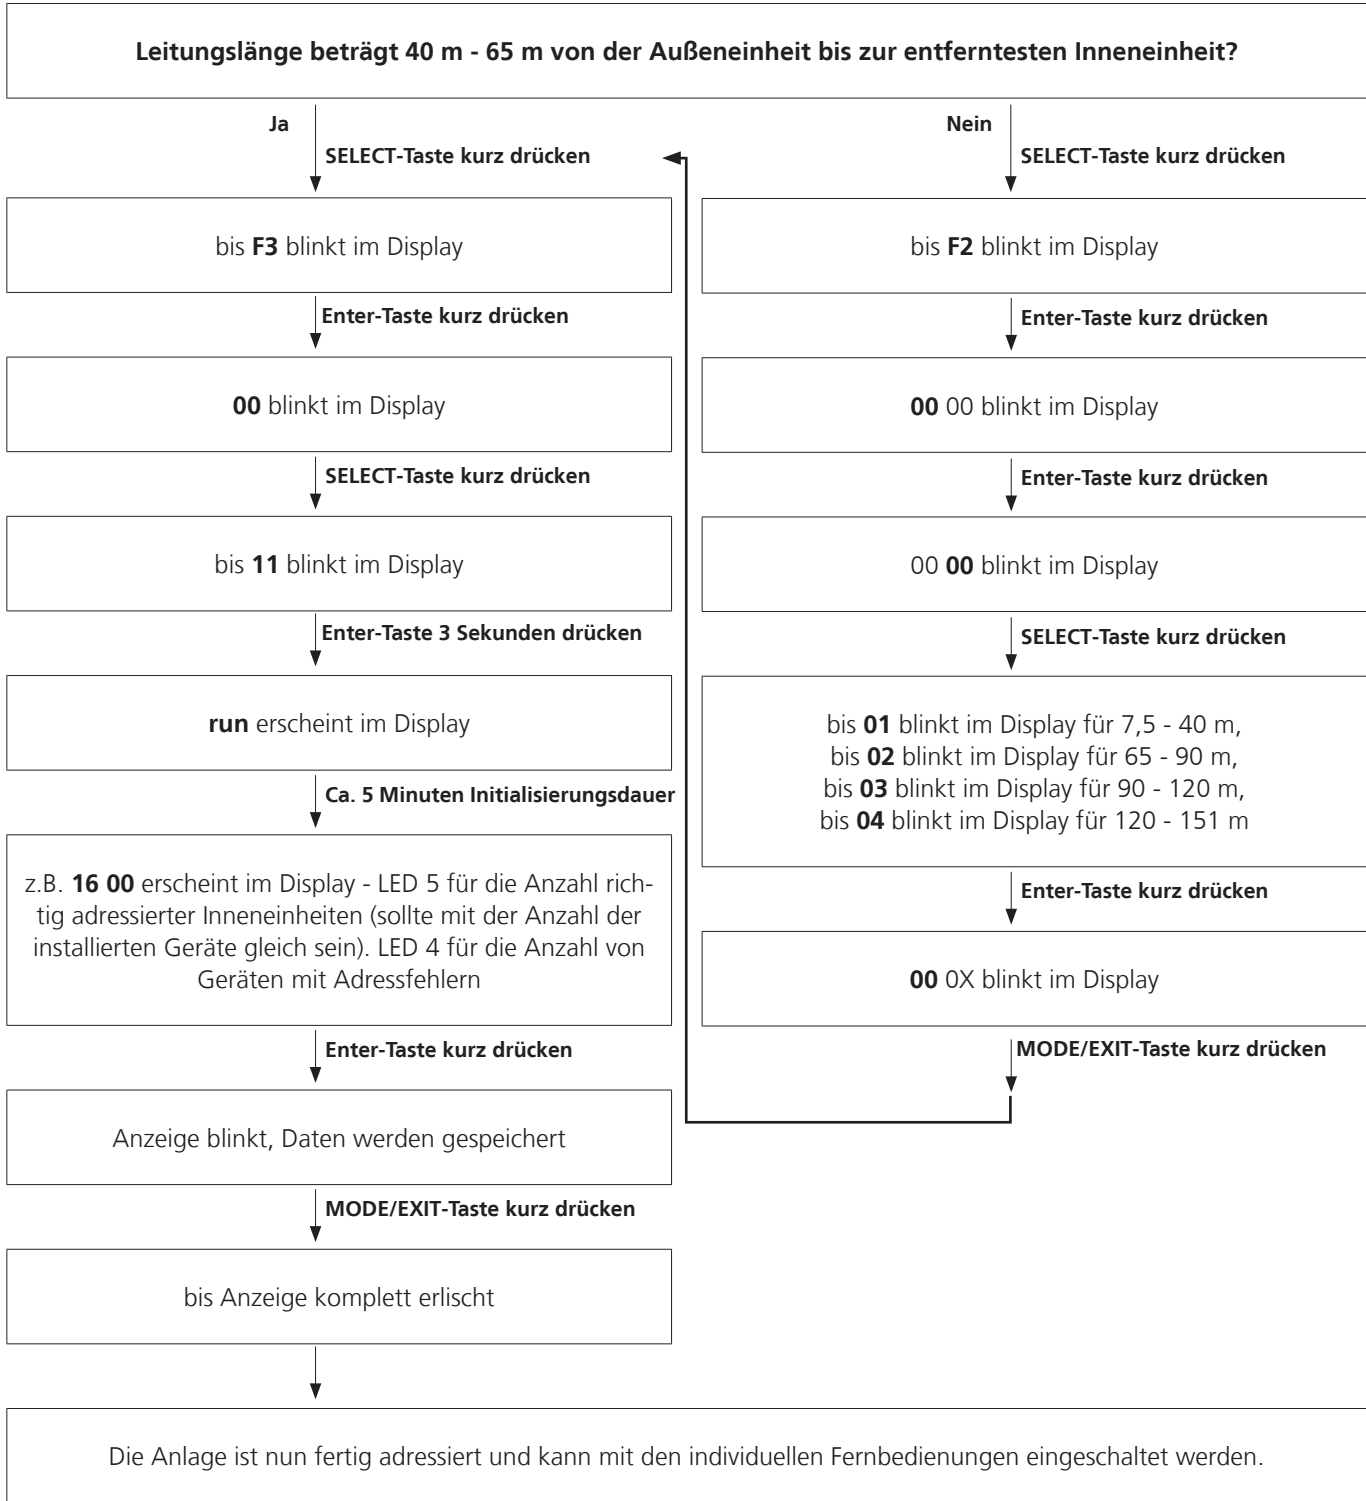 Leitungslänge beträgt 40 m - 65 m von der Außeneinheit bis zur entferntesten Inneneinheit?
Ja
SELECT-Taste kurz drücken
bis F3 blinkt im Display
Enter-Taste kurz drücken
00 blinkt im Display
SELECT-Taste kurz drücken
bis 11 blinkt im Display
Enter-Taste 3 Sekunden drücken
run erscheint im Display
Ca. 5 Minuten Initialisierungsdauer
z.B. 16 00 erscheint im Display - LED 5 für die Anzahl rich-
tig adressierter Inneneinheiten (sollte mit der Anzahl der
installierten Geräte gleich sein). LED 4 für die Anzahl von
Geräten mit Adressfehlern
Enter-Taste kurz drücken
Anzeige blinkt, Daten werden gespeichert
MODE/EXIT-Taste kurz drücken
bis Anzeige komplett erlischt
Nein
SELECT-Taste kurz drücken
bis F2 blinkt im Display
Enter-Taste kurz drücken
00 00 blinkt im Display
Enter-Taste kurz drücken
00 00 blinkt im Display
SELECT-Taste kurz drücken
bis 01 blinkt im Display für 7,5 - 40 m,
bis 02 blinkt im Display für 65 - 90 m,
bis 03 blinkt im Display für 90 - 120 m,
bis 04 blinkt im Display für 120 - 151 m
Enter-Taste kurz drücken
00 0X blinkt im Display
MODE/EXIT-Taste kurz drücken
Die Anlage ist nun fertig adressiert und kann mit den individuellen Fernbedienungen eingeschaltet werden.